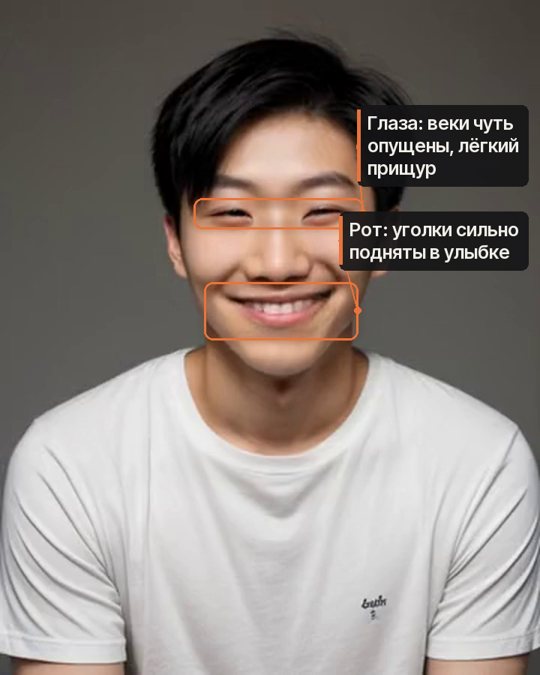 Глаза: веки чуть
опущены, лёгкий
прищур
Рот: уголки сильно
подняты в улыбке